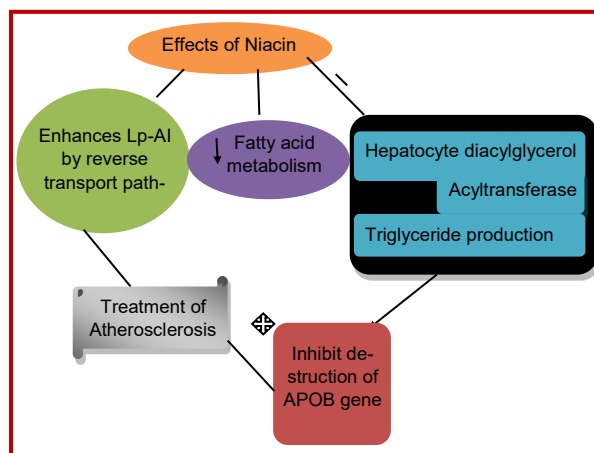 Effects of Niacin
Enhances Lp-AI
by reverse
transport path-
Fatty acid
metabolism
Hepatocyte diacylglycerol
Acyltransferase
Triglyceride production
Treatment of
Atherosclerosis
Inhibit de-
struction of
APOB gene